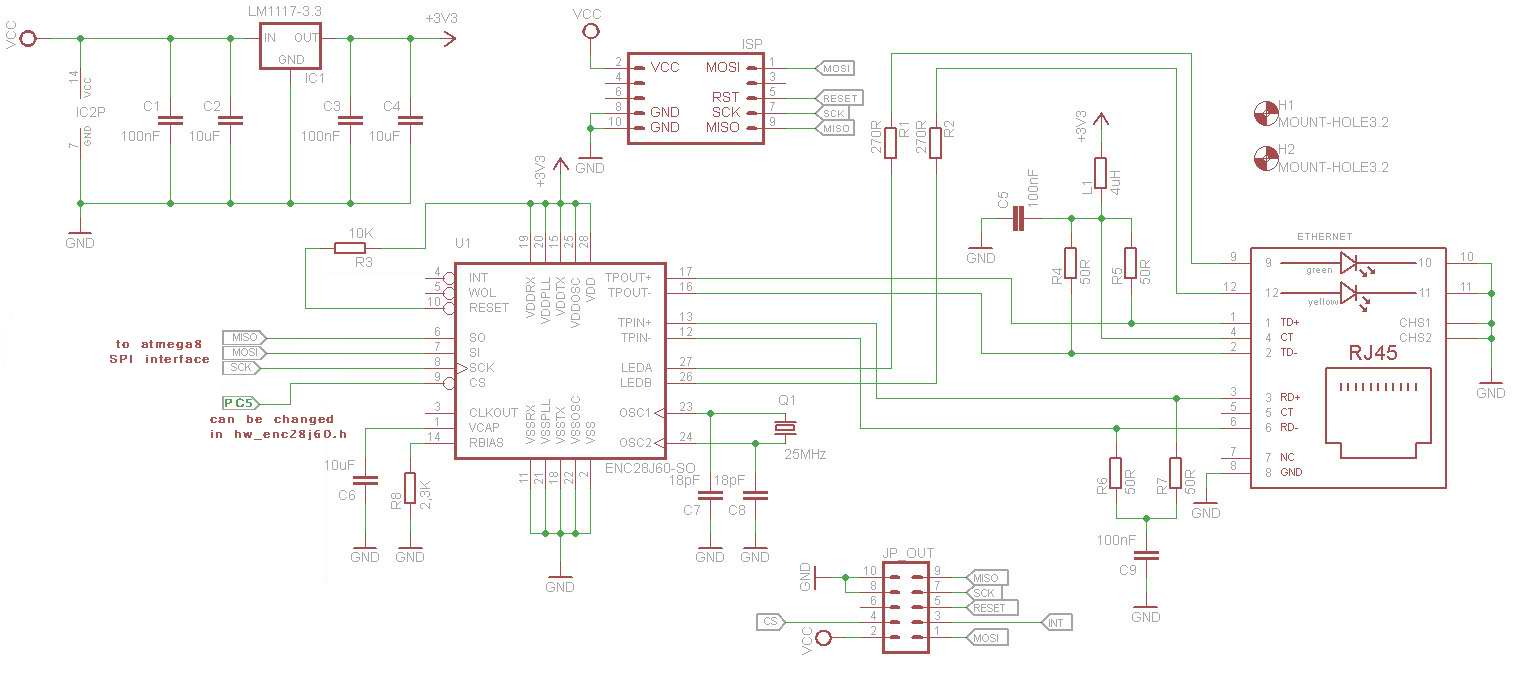 VCC
LM1117-3.3
IN OUT
GND
IC1
+3V3
14
VCC
IC2P
GND
7
C1
100nF
C2
10uF
C3
100nF
C4
10uF
GND
VCC
ISP
2 VCC MOSI 1 MOSI
4 3
6 RST 5 RESET
8 GND SCK 7 SCK
10 GND MISO 9 MISO
GND
270R R1
270R R2
+3V3
L1 4uH
C5 100nF
GND
R4 50R
R5 50R
H1
MOUNT-HOLE3.2
H2
MOUNT-HOLE3.2
+3V3
10K
R3
U1
19 20 15 25 28
VDDRX VDDPLL VDDTX VDDOSC VDD
4 INT
5 WOL
10 RESET
6 SO
7 SI
8 SCK
9 CS
3 CLKOUT
1 VCAP
14 RBIAS
TPOUT+ 17
TPOUT- 16
TPIN+ 13
TPIN- 12
LEDA 27
LEDB 26
OSC1 23
OSC2 24
VSSRX VSSPLL VSSTX VSSOSC VSS
11 21 18 22 2
ENC28J60-SO
MISO
MOSI
SCK
to atmega8
SPI interface
PC5
can be changed
in hw_enc28j60.h
10uF
C6
GND
R8 2,3K
GND
GND
Q1
25MHz
18pF
C7
GND
18pF
C8
GND
ETHERNET
9 9 green 10 10
12 12 yellow 11 11
1 1 TD+ CHS1
4 4 CT CHS2
2 2 TD-
RJ45
3 3 RD+
5 5 CT
6 6 RD-
7 7 NC
8 8 GND
GND
GND
R6 50R
R7 50R
100nF
C9
GND
JP_OUT
GND
10 9 MISO
8 7 SCK
6 5 RESET
CS 4 3 INT
VCC 2 1 MOSI